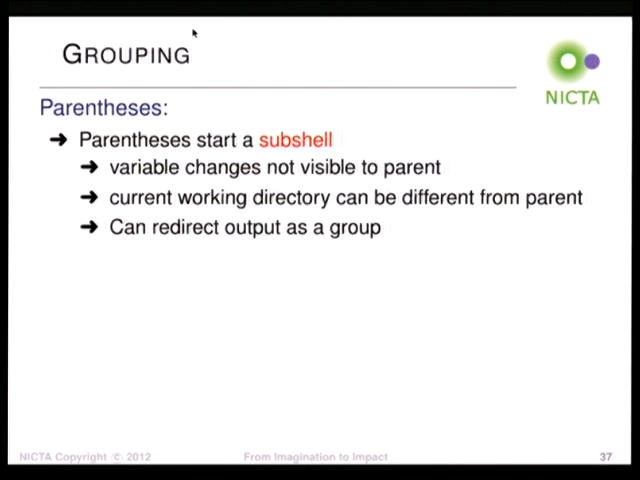 GROUPING
NICTA
Parentheses:
➜ Parentheses start a subshell
➜ variable changes not visible to parent
➜ current working directory can be different from parent
➜ Can redirect output as a group
NICTA Copyright © 2012 From Imagination to Impact 37